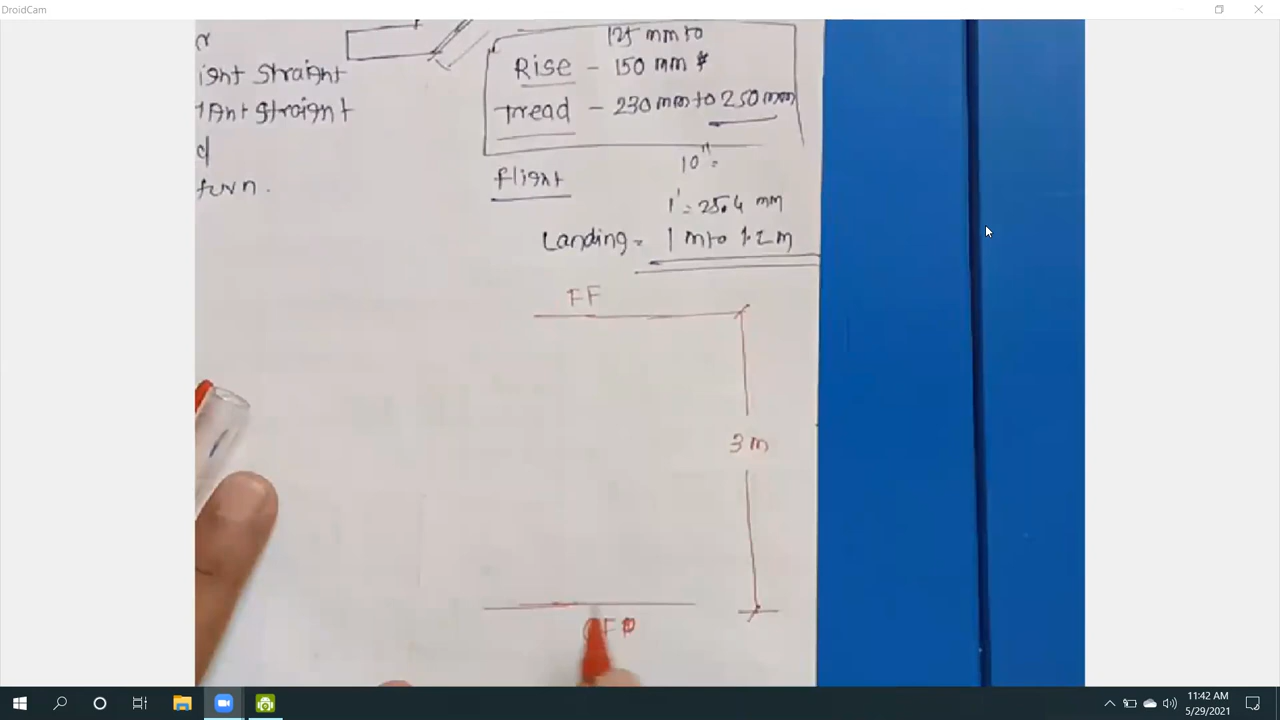 DroidCam
ight straight
tant straight
d
turn.
125 mm to
Rise – 150 mm
Tread – 230 mm to 250 mm
flight
10" =
1' = 25.4 mm
Landing = 1 m to 1.2 m
FF
3 m
11:42 AM
5/29/2021